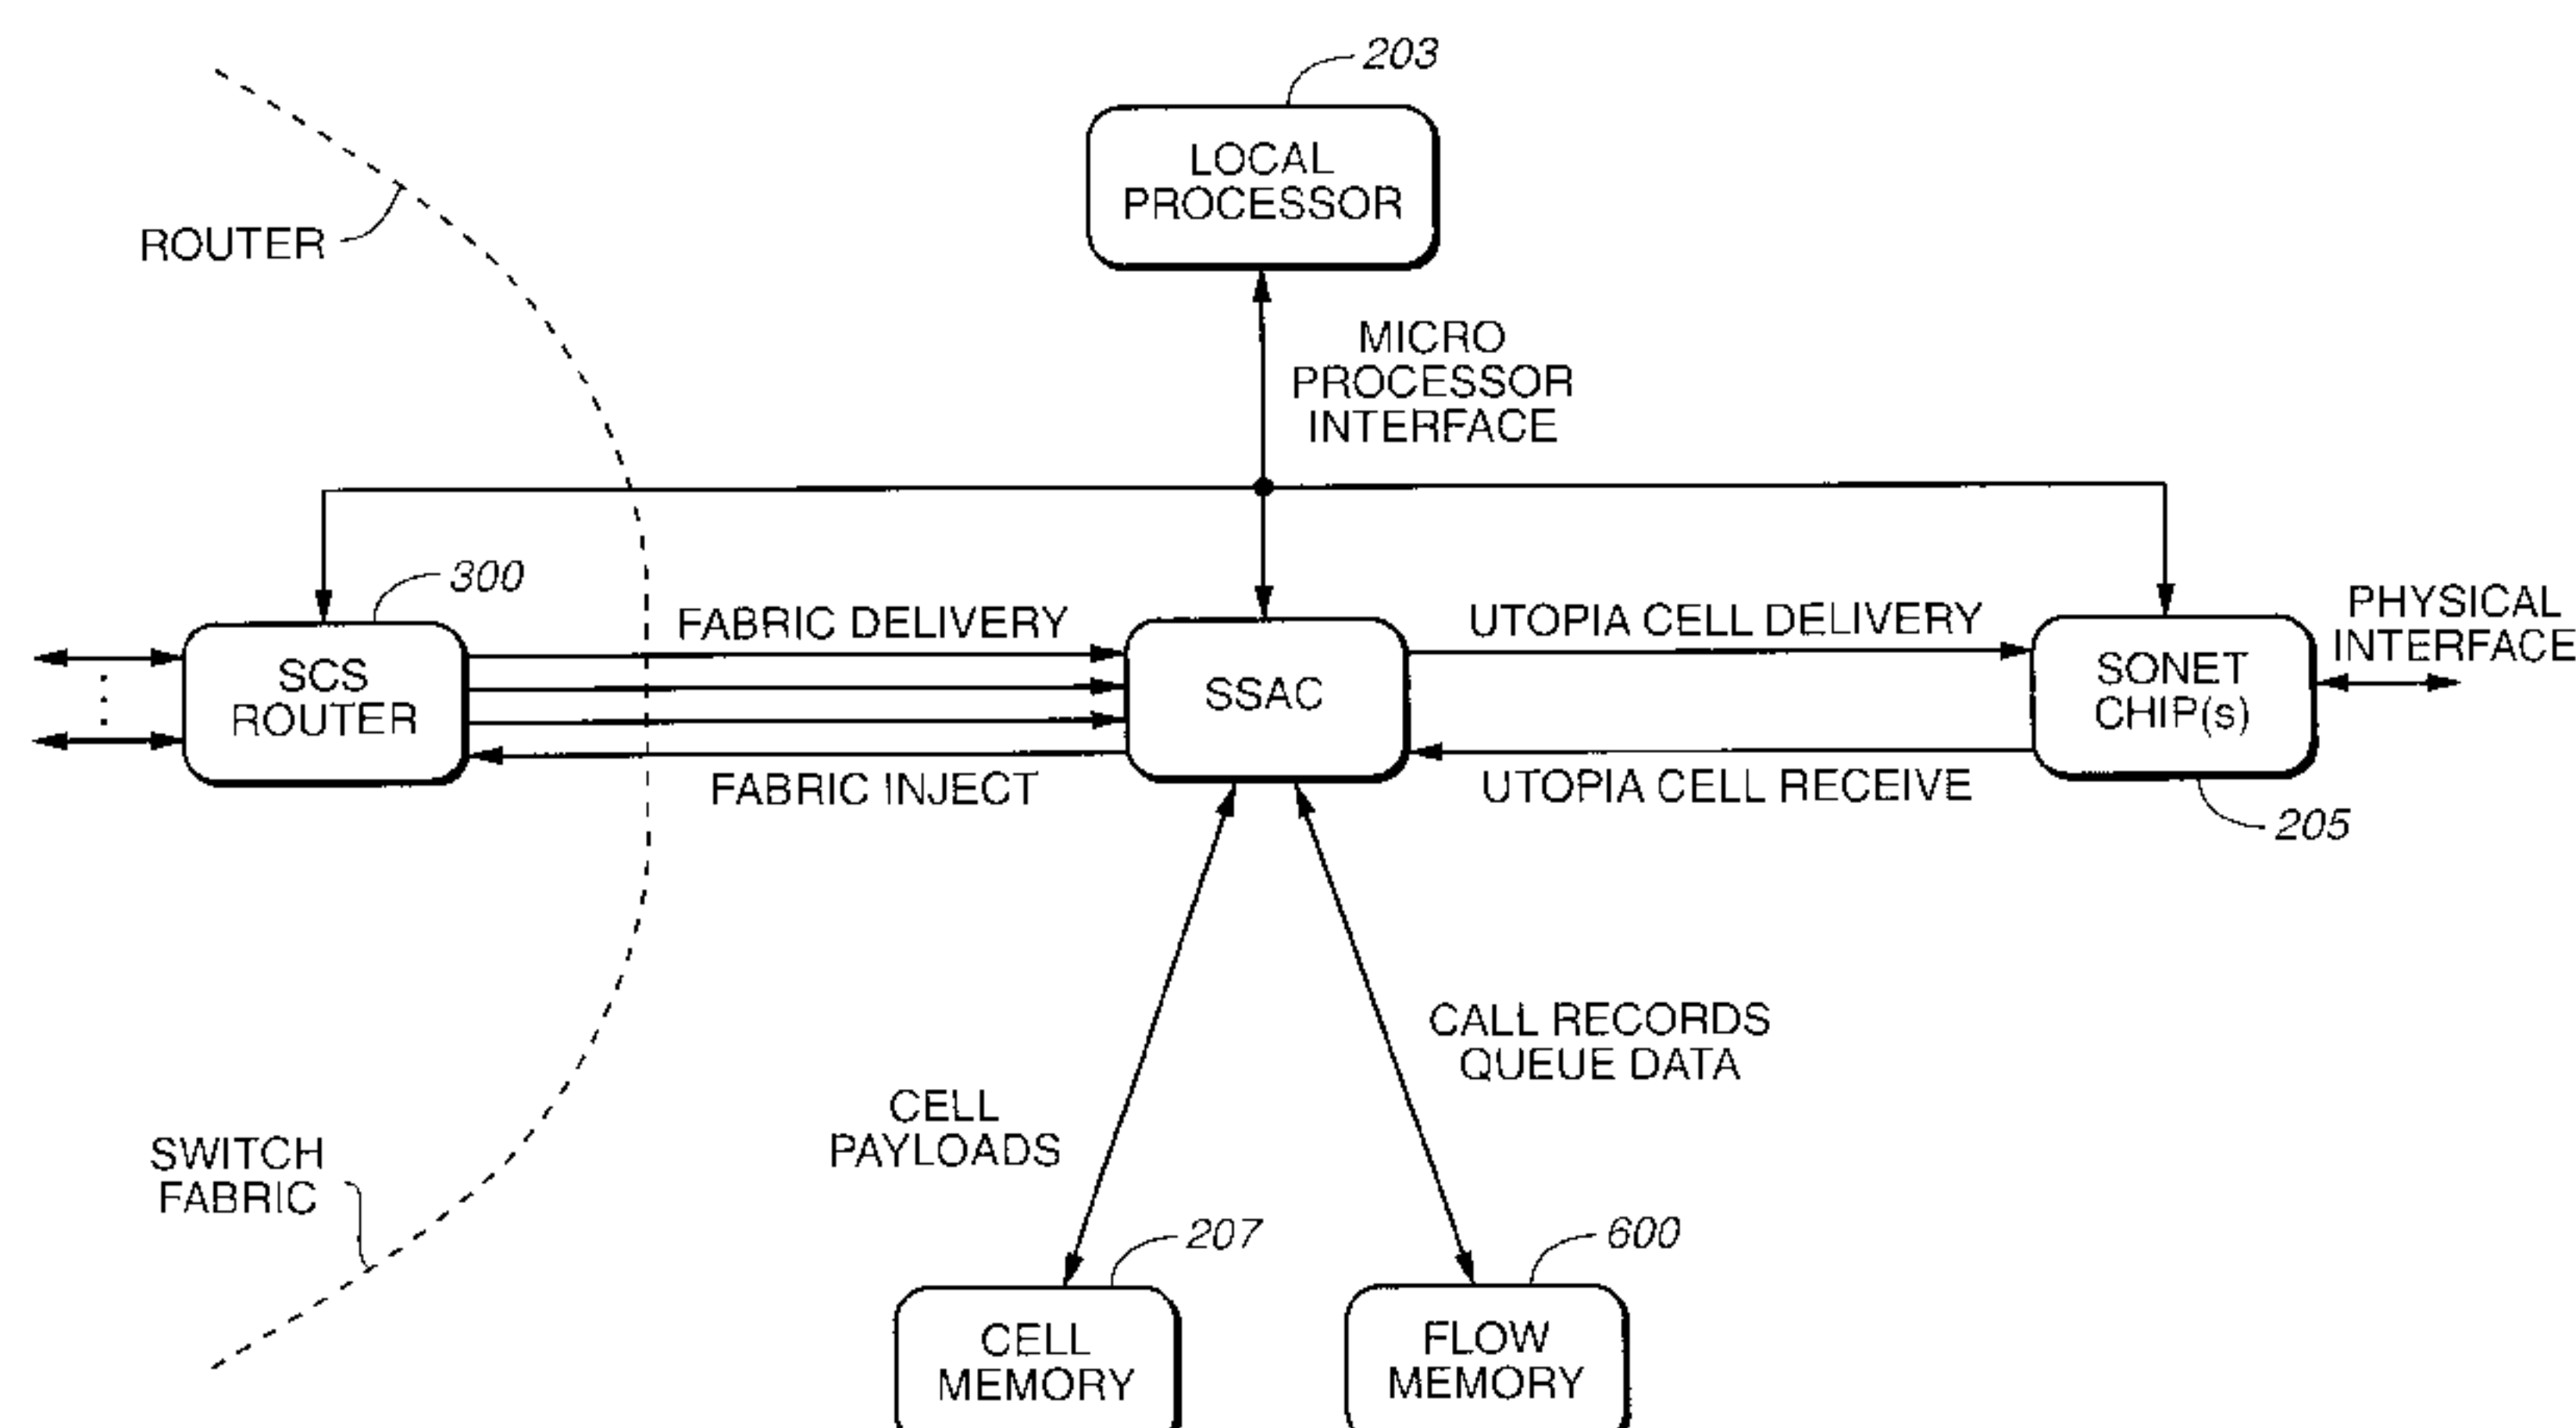 203
LOCAL
PROCESSOR
ROUTER
MICRO
PROCESSOR
INTERFACE
300
FABRIC DELIVERY
UTOPIA CELL DELIVERY
PHYSICAL
INTERFACE
SCS
ROUTER
SSAC
SONET
CHIP(s)
FABRIC INJECT
UTOPIA CELL RECEIVE
205
CALL RECORDS
QUEUE DATA
CELL
PAYLOADS
SWITCH
FABRIC
207
600
CELL
MEMORY
FLOW
MEMORY